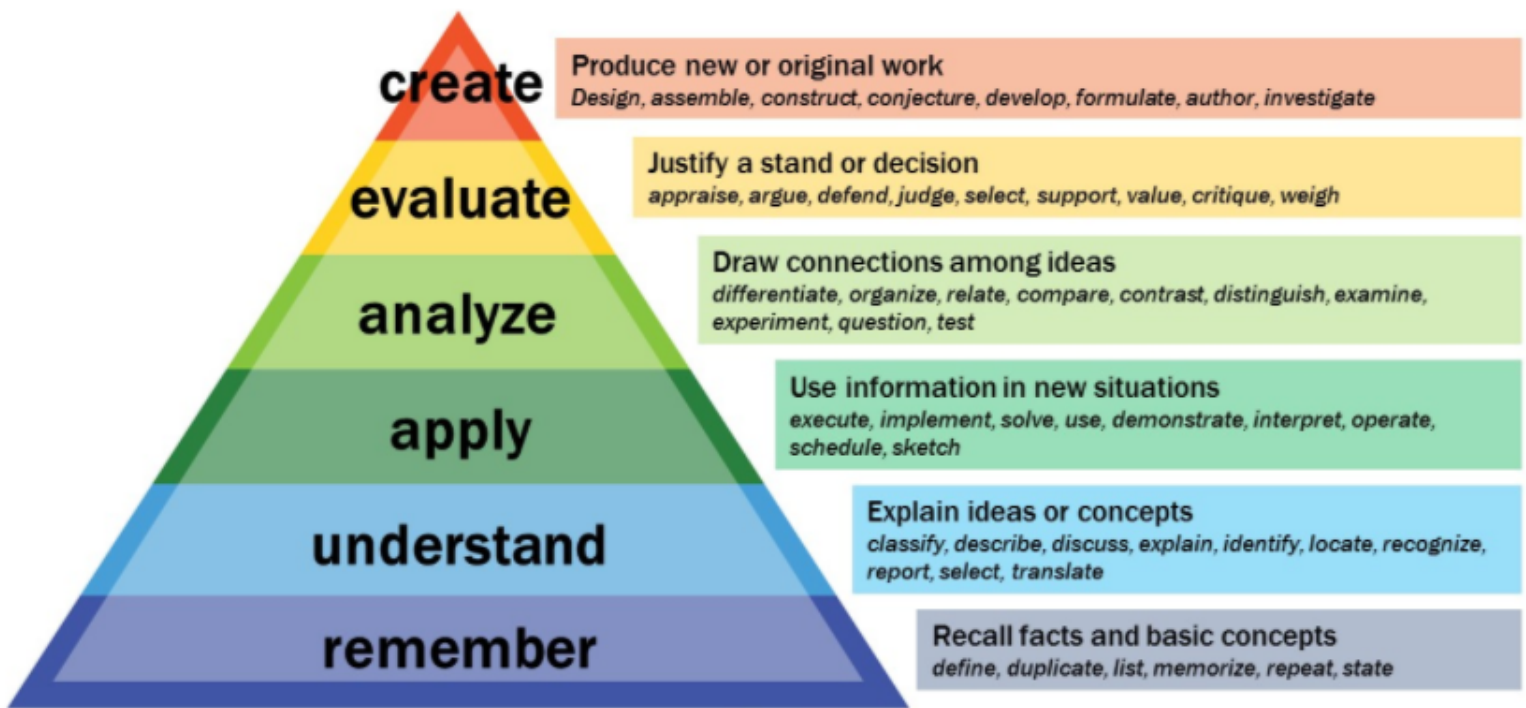 create
Produce new or original work
Design, assemble, construct, conjecture, develop, formulate, author, investigate
evaluate
Justify a stand or decision
appraise, argue, defend, judge, select, support, value, critique, weigh
analyze
Draw connections among ideas
differentiate, organize, relate, compare, contrast, distinguish, examine,
experiment, question, test
apply
Use information in new situations
execute, implement, solve, use, demonstrate, interpret, operate,
schedule, sketch
understand
Explain ideas or concepts
classify, describe, discuss, explain, identify, locate, recognize,
report, select, translate
remember
Recall facts and basic concepts
define, duplicate, list, memorize, repeat, state